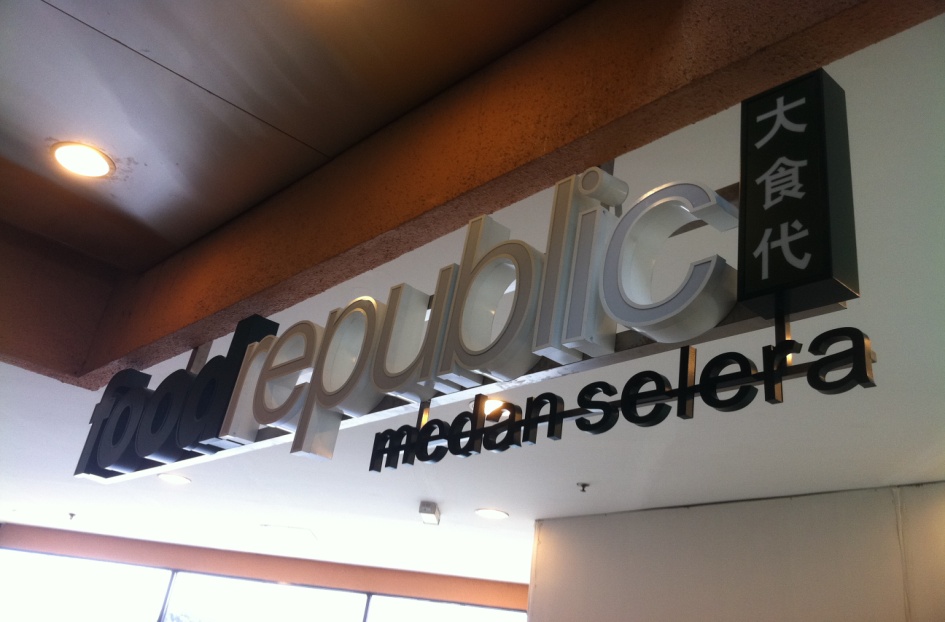 foodrepublic
大食代
medan selera